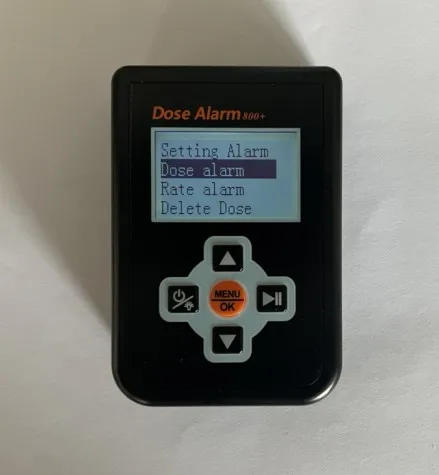 Dose Alarm 800+
Setting Alarm
Dose alarm
Rate alarm
Delete Dose
MENU
OK